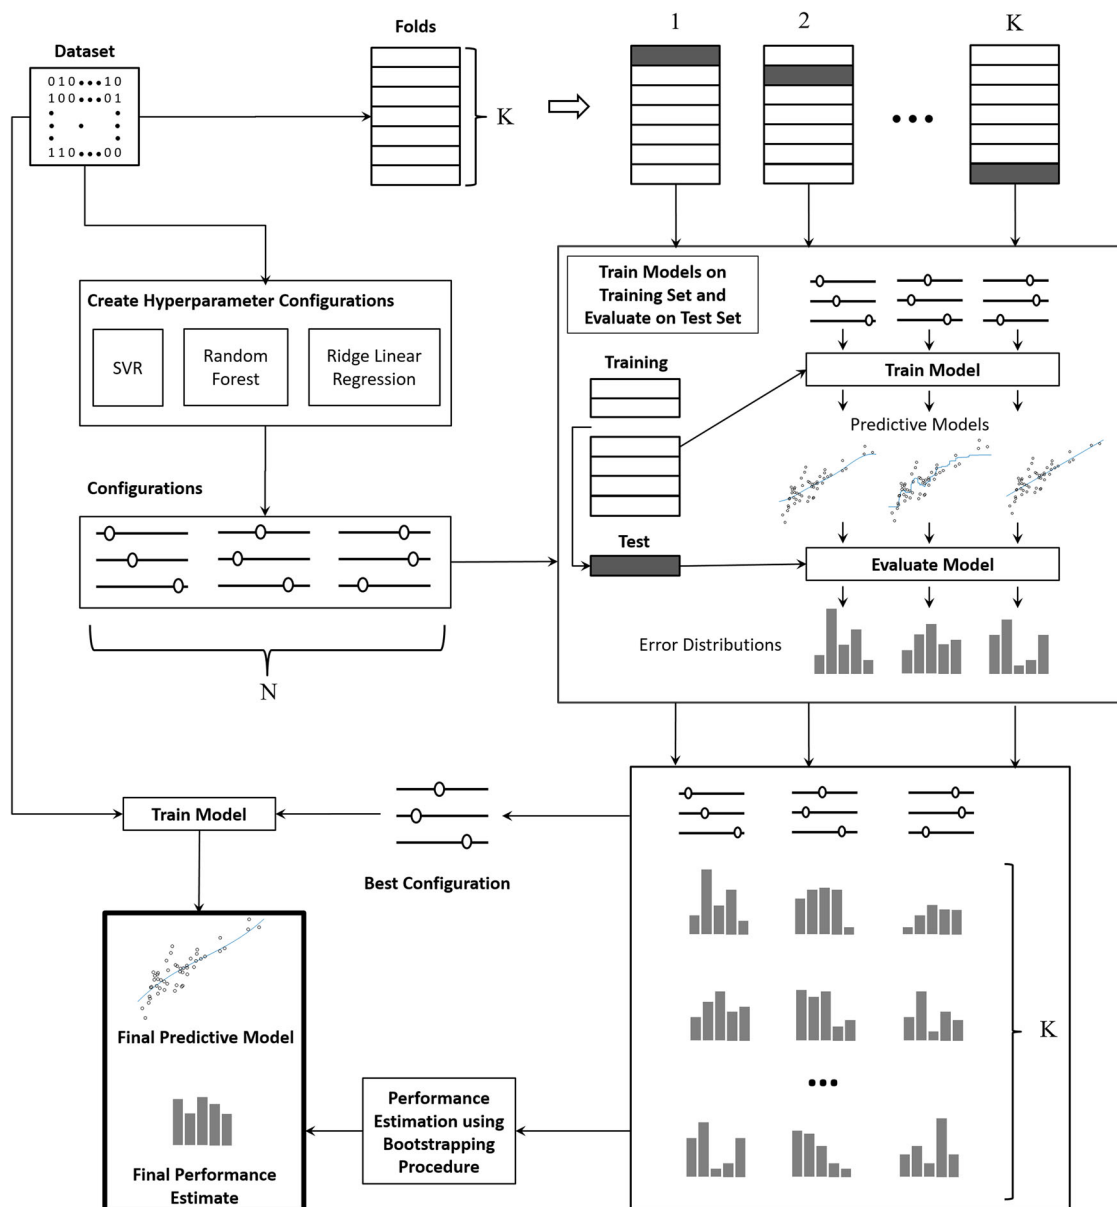 Dataset
010•••10
100•••01
110•••00
Folds
K
1
2
K
Create Hyperparameter Configurations
SVR
Random
Forest
Ridge Linear
Regression
Configurations
N
Train Models on
Training Set and
Evaluate on Test Set
Training
Test
Train Model
Predictive Models
Evaluate Model
Error Distributions
Train Model
Best Configuration
K
Final Predictive Model
Final Performance
Estimate
Performance
Estimation using
Bootstrapping
Procedure